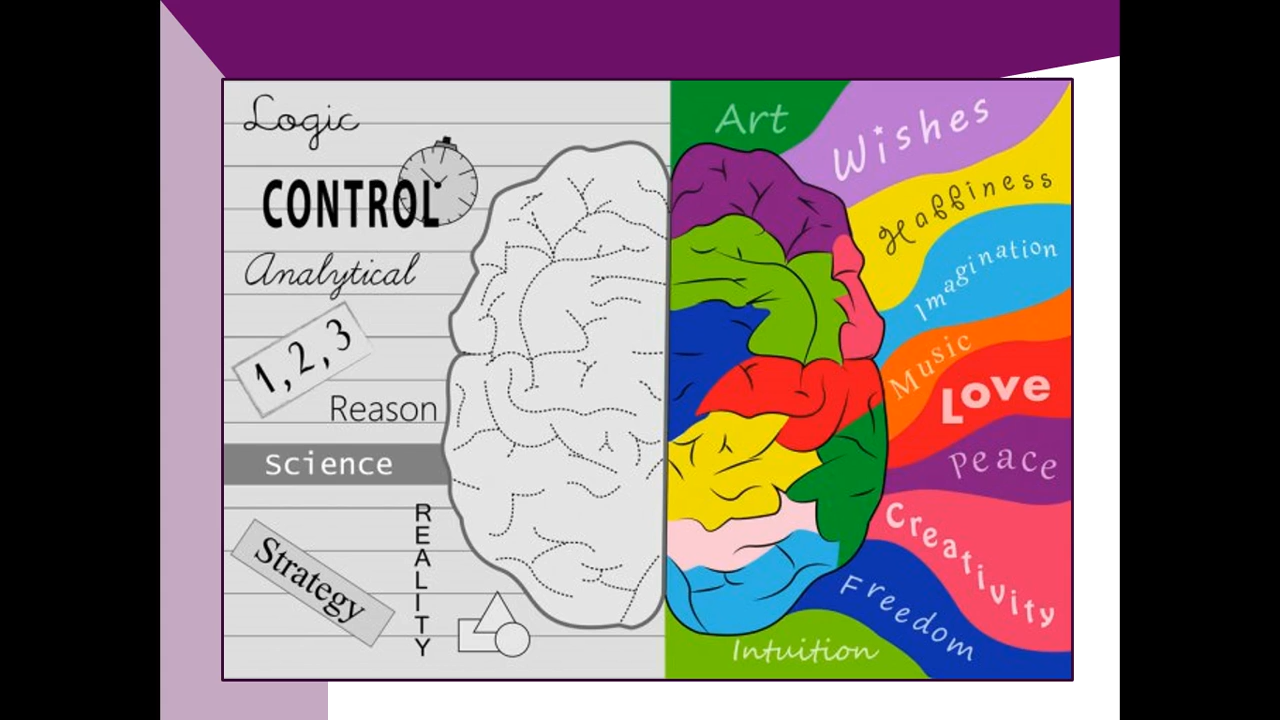 Logic
CONTROL
Analytical
1, 2, 3
Reason
Science
REALITY
Strategy
Art
Wishes
Haffiness
Imagination
Music
Love
Peace
Creativity
Freedom
Intuition